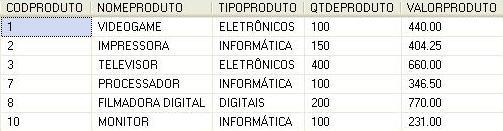 CODPRODUTO NOMEPRODUTO TIPOPRODUTO QTDEPRODUTO VALORPRODUTO
1 VIDEOGAME ELETRÔNICOS 100 440.00
2 IMPRESSORA INFORMÁTICA 150 404.25
3 TELEVISOR ELETRÔNICOS 400 660.00
7 PROCESSADOR INFORMÁTICA 100 346.50
8 FILMADORA DIGITAL DIGITAIS 200 770.00
10 MONITOR INFORMÁTICA 100 231.00